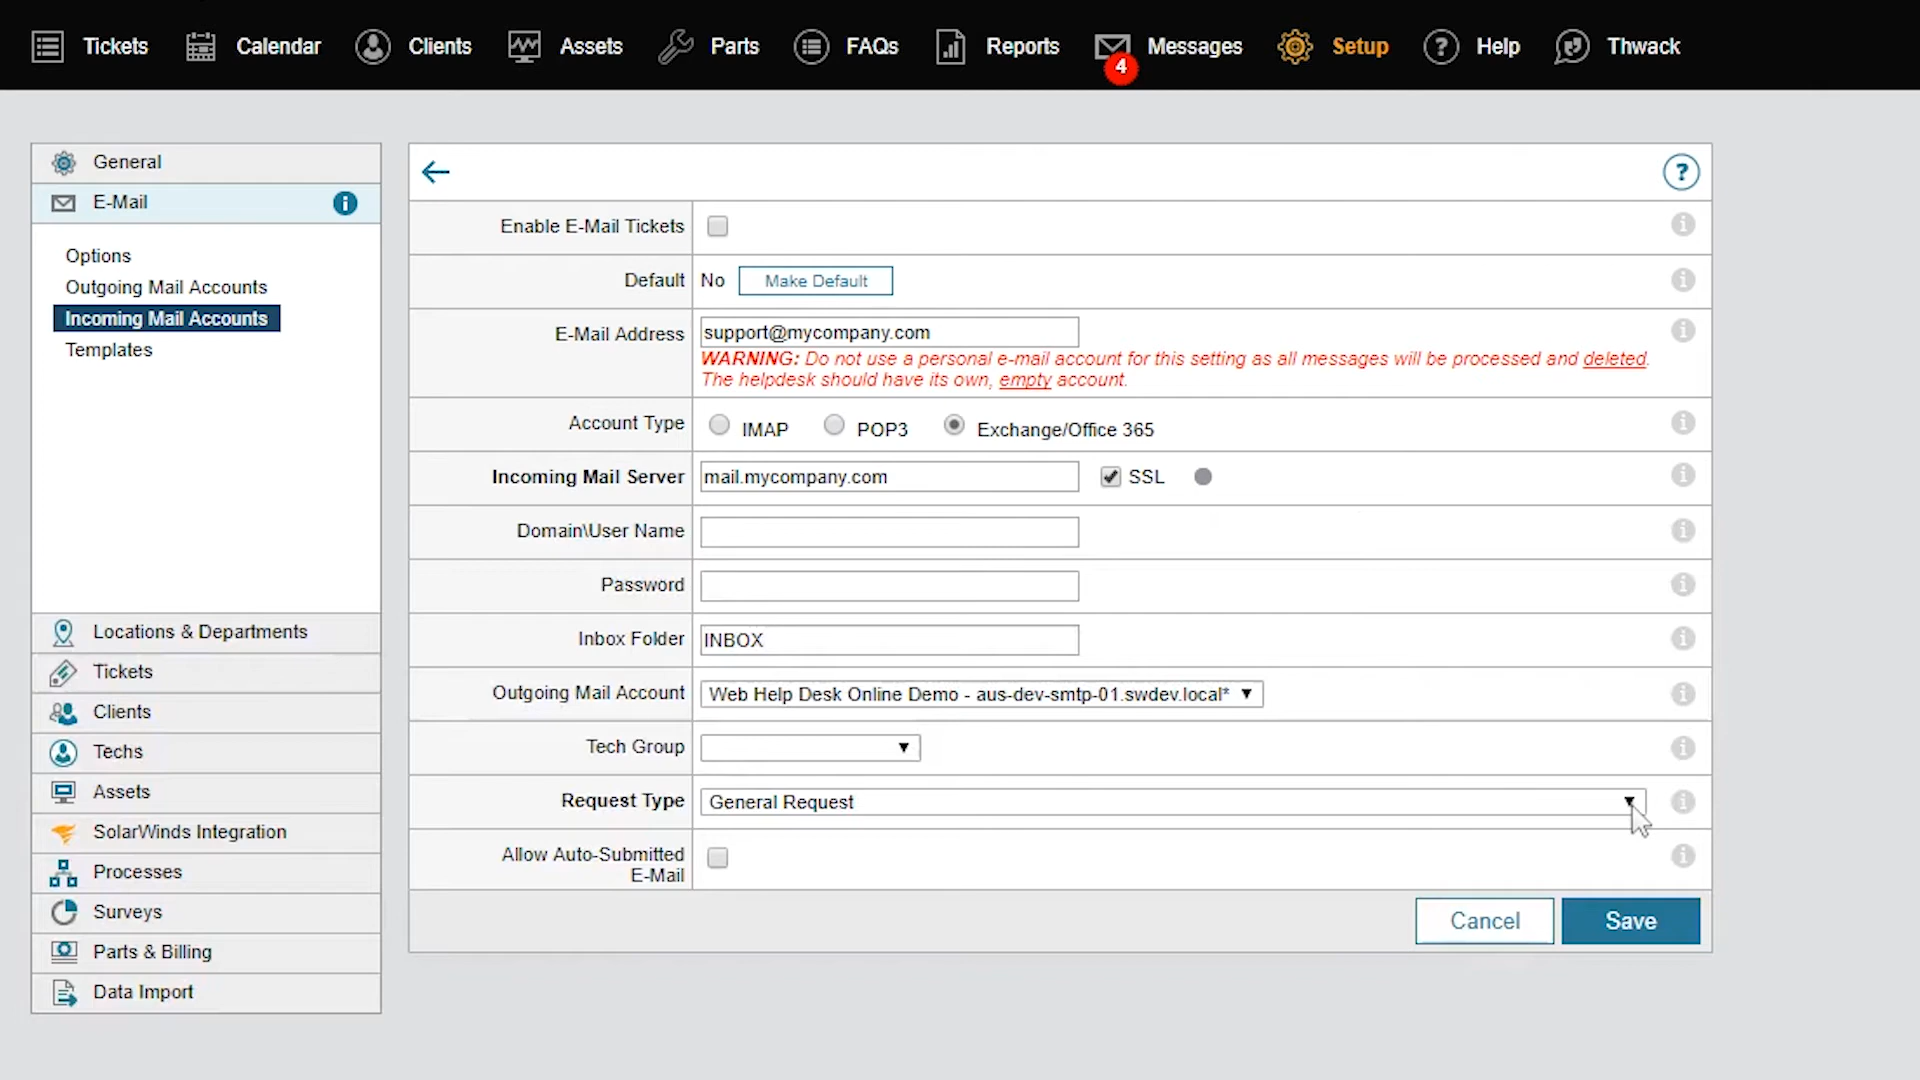 Tickets Calendar Clients Assets Parts FAQs Reports Messages Setup Help Thwack
4
General
E-Mail
Options
Outgoing Mail Accounts
Incoming Mail Accounts
Templates
Locations & Departments
Tickets
Clients
Techs
Assets
SolarWinds Integration
Processes
Surveys
Parts & Billing
Data Import
Enable E-Mail Tickets
Default No Make Default
E-Mail Address support@mycompany.com
WARNING: Do not use a personal e-mail account for this setting as all messages will be processed and deleted.
The helpdesk should have its own, empty account.
Account Type IMAP POP3 Exchange/Office 365
Incoming Mail Server mail.mycompany.com SSL
Domain\User Name
Password
Inbox Folder INBOX
Outgoing Mail Account Web Help Desk Online Demo - aus-dev-smtp-01.swdev.local*
Tech Group
Request Type General Request
Allow Auto-Submitted
E-Mail
Cancel Save